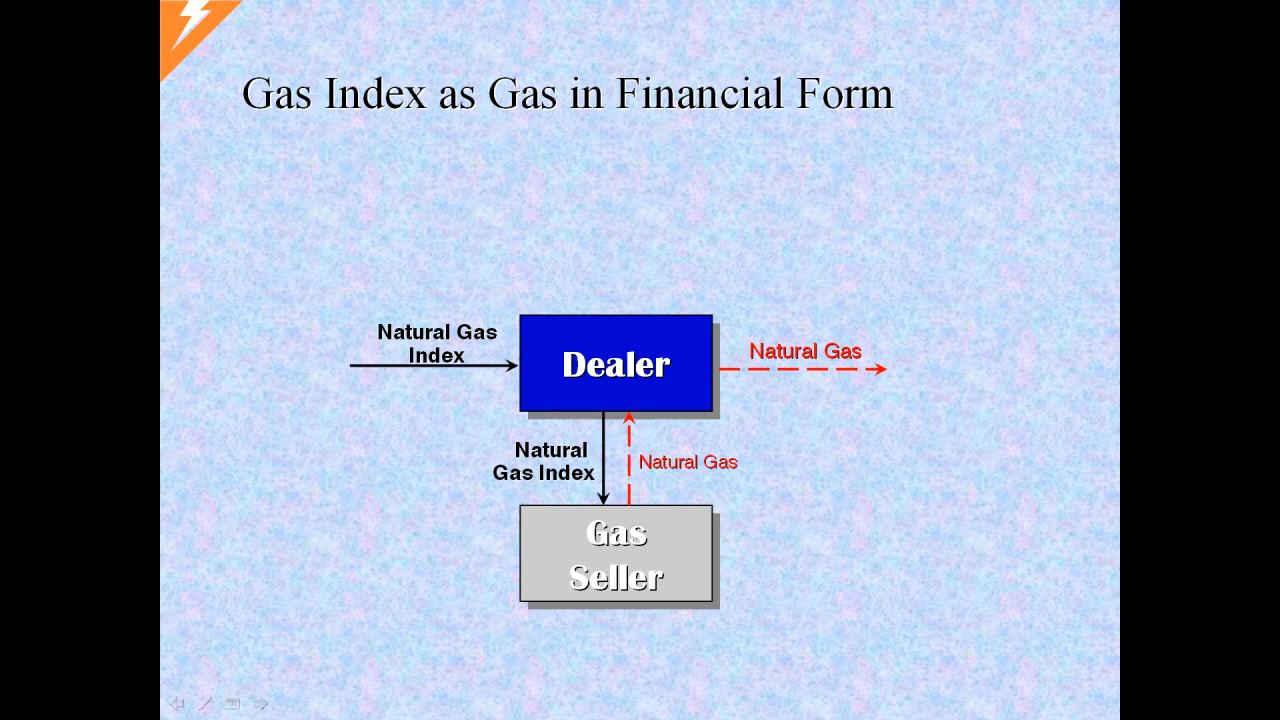 Gas Index as Gas in Financial Form
Natural Gas
Index
Dealer
Natural Gas
Natural
Gas Index
Natural Gas
Gas
Seller